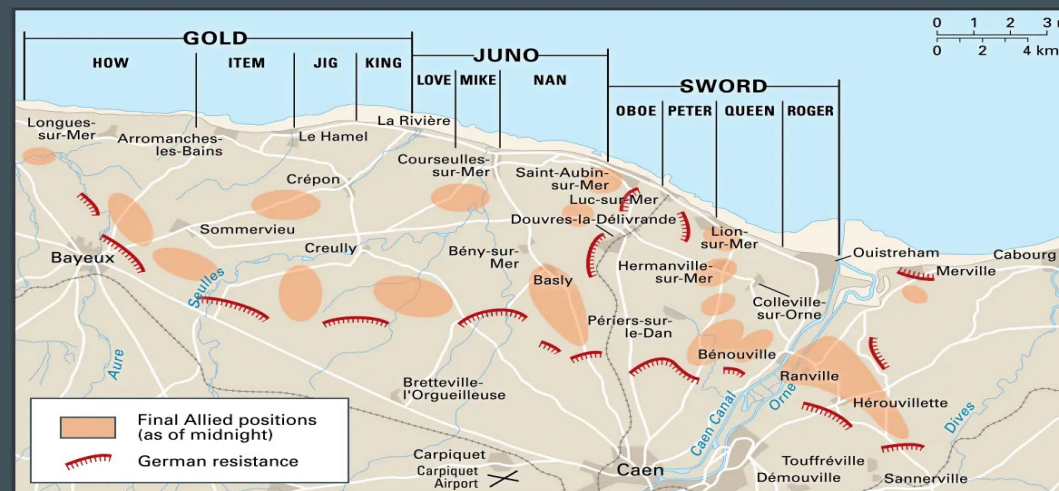 GOLD
HOW
ITEM
JIG
KING
JUNO
LOVE
MIKE
NAN
SWORD
OBOE
PETER
QUEEN
ROGER
0 1 2 3
0 2 4 km
Longues-
sur-Mer
Arromanches-
les-Bains
Le Hamel
La Rivière
Crépon
Courseulles-
sur-Mer
Saint-Aubin-
sur-Mer
Luc-sur-Mer
Douvres-la-Délivrande
Lion-
sur-Mer
Ouistreham
Merville
Cabourg
Bayeux
Sommervieu
Creully
Seulles
Bény-sur-
Mer
Basly
Hermanville-
sur-Mer
Colleville-
sur-Orne
Périers-sur-
le-Dan
Bénouville
Ranville
Hérouvillette
Aure
Bretteville-
l'Orgueilleuse
Caen Canal
Orne
Dives
Final Allied positions
(as of midnight)
German resistance
Carpiquet
Carpiquet
Airport
Caen
Touffréville
Démouville
Sannerville